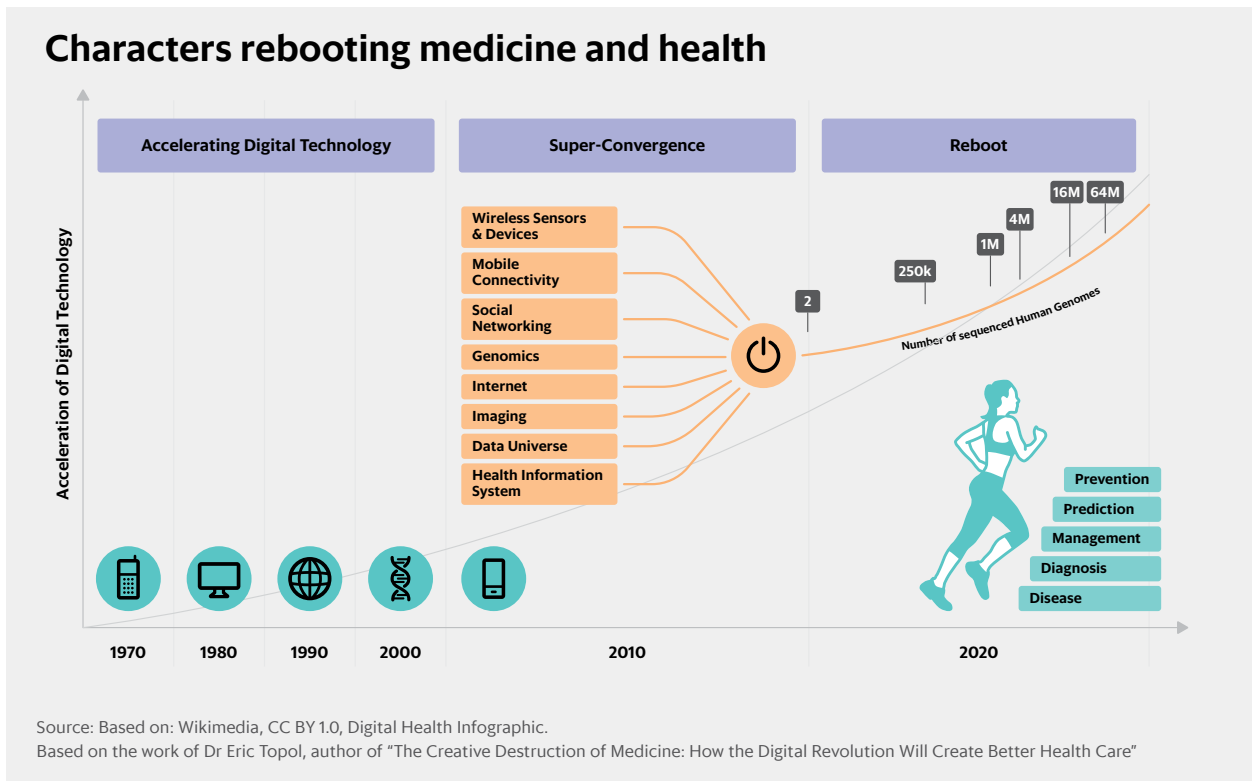 Characters rebooting medicine and health
Accelerating Digital Technology
Super-Convergence
Reboot
Acceleration of Digital Technology
Wireless Sensors
& Devices
Mobile
Connectivity
Social
Networking
Genomics
Internet
Imaging
Data Universe
Health Information
System
2
250k
1M
4M
16M
64M
Number of sequenced Human Genomes
Prevention
Prediction
Management
Diagnosis
Disease
1970
1980
1990
2000
2010
2020
Source: Based on: Wikimedia, CC BY 1.0, Digital Health Infographic.
Based on the work of Dr Eric Topol, author of “The Creative Destruction of Medicine: How the Digital Revolution Will Create Better Health Care”